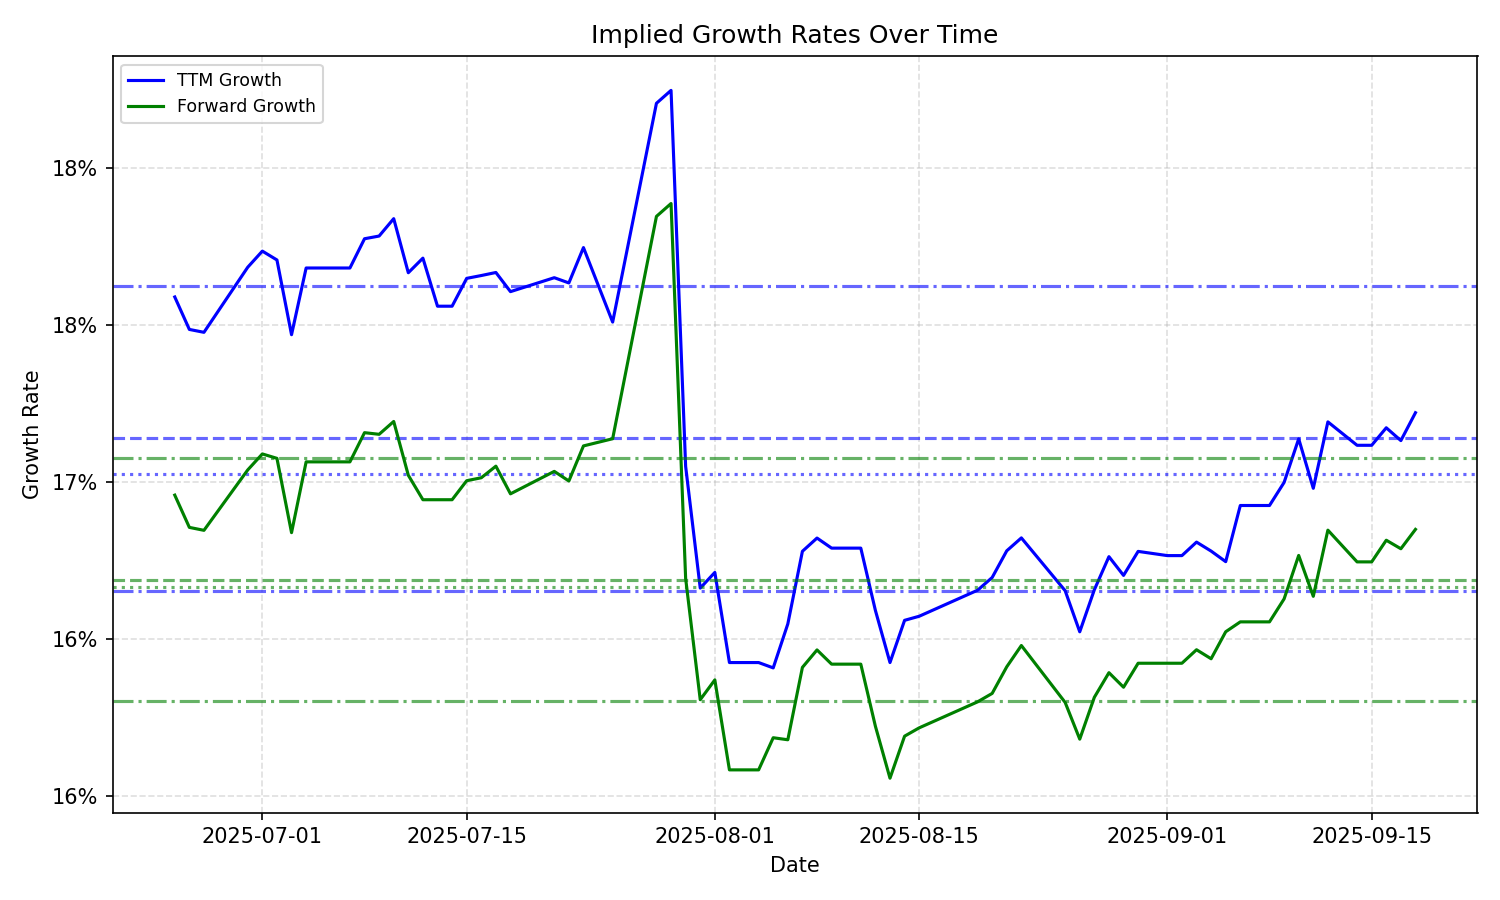 Implied Growth Rates Over Time
TTM Growth
Forward Growth
18%
18%
17%
16%
16%
Growth Rate
2025-07-01
2025-07-15
2025-08-01
2025-08-15
2025-09-01
2025-09-15
Date